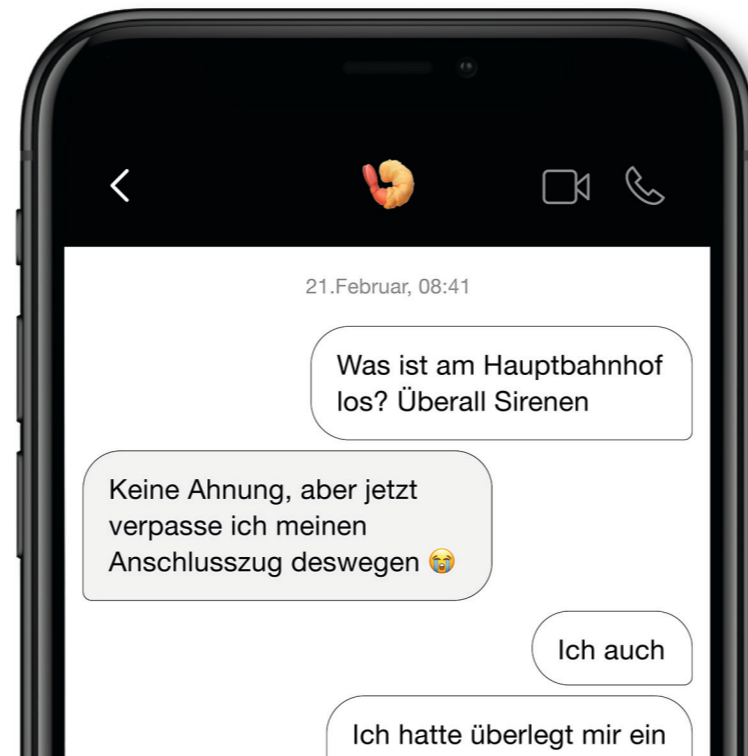 21.Februar, 08:41
Was ist am Hauptbahnhof
los? Überall Sirenen
Keine Ahnung, aber jetzt
verpasse ich meinen
Anschlusszug deswegen 😭
Ich auch
Ich hatte überlegt mir ein